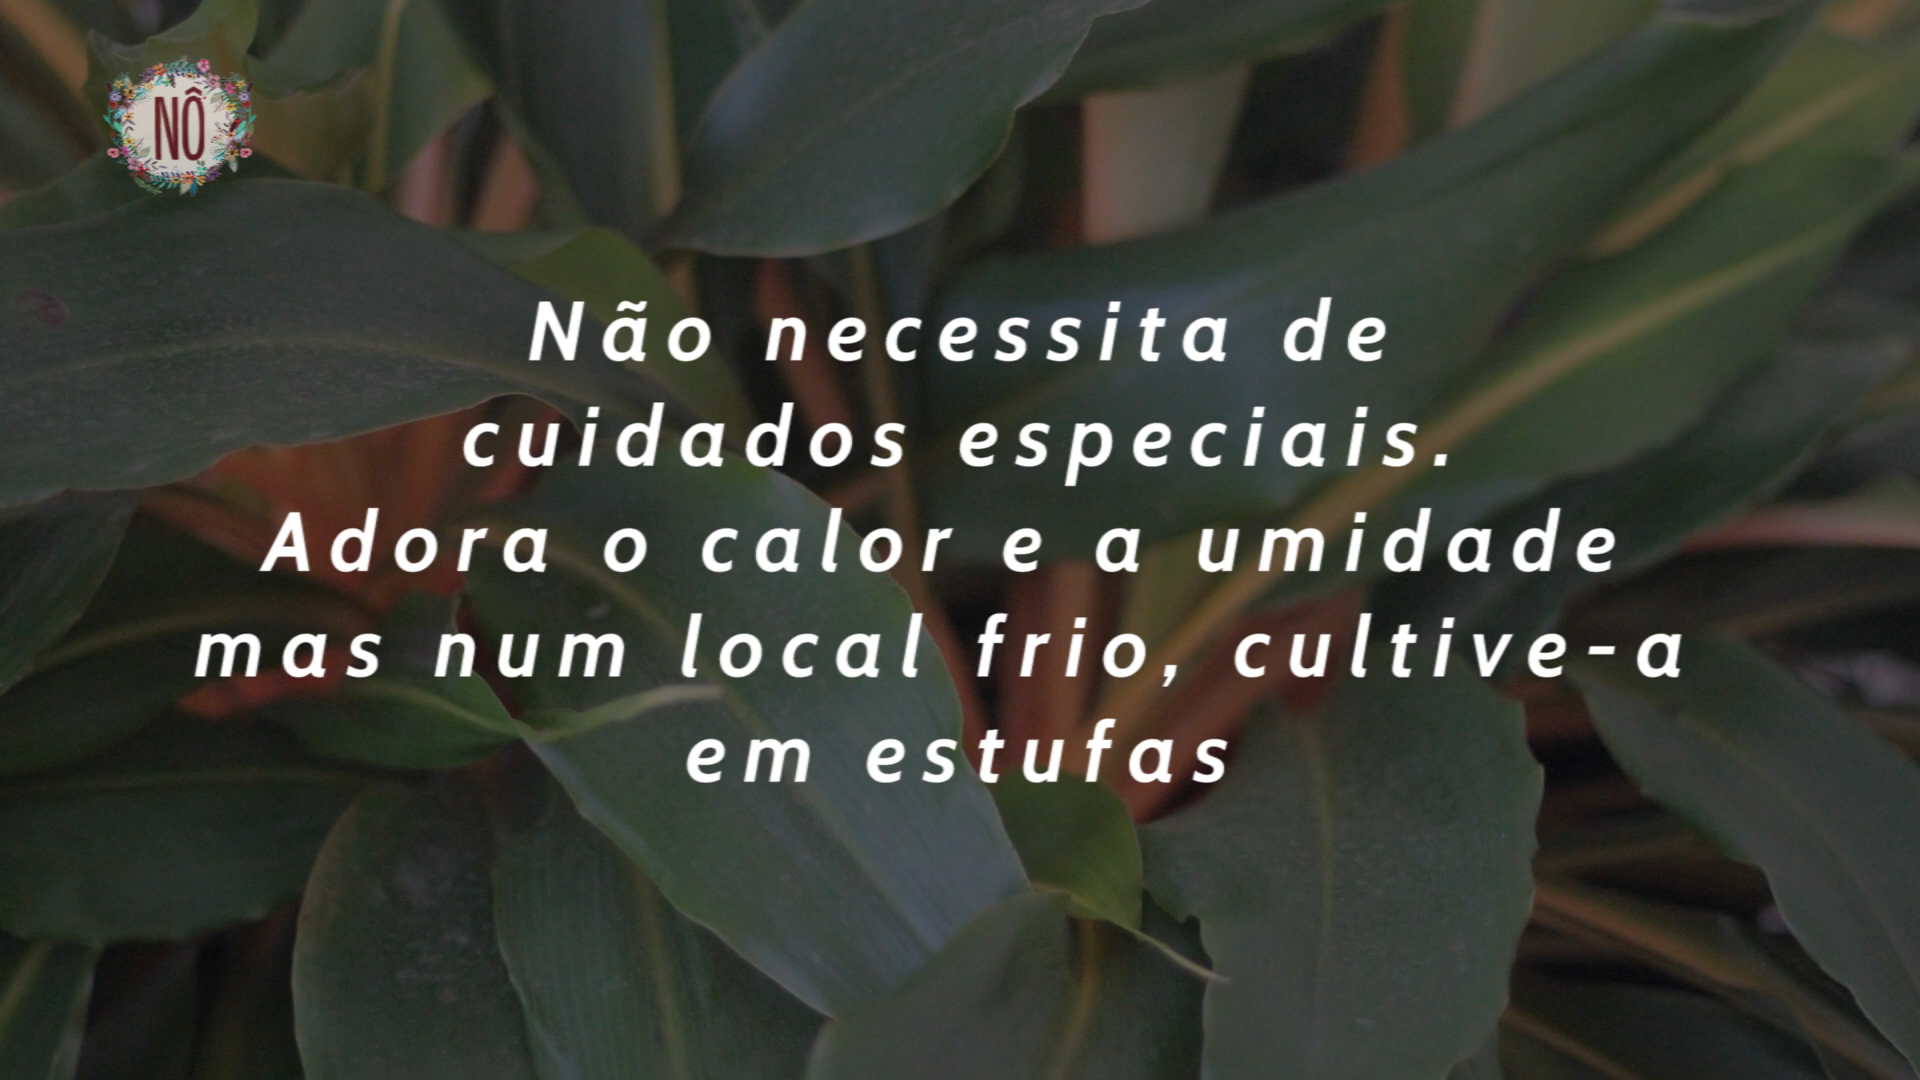 NÔ
Não necessita de
cuidados especiais.
Adora o calor e a umidade
mas num local frio, cultive-a
em estufas